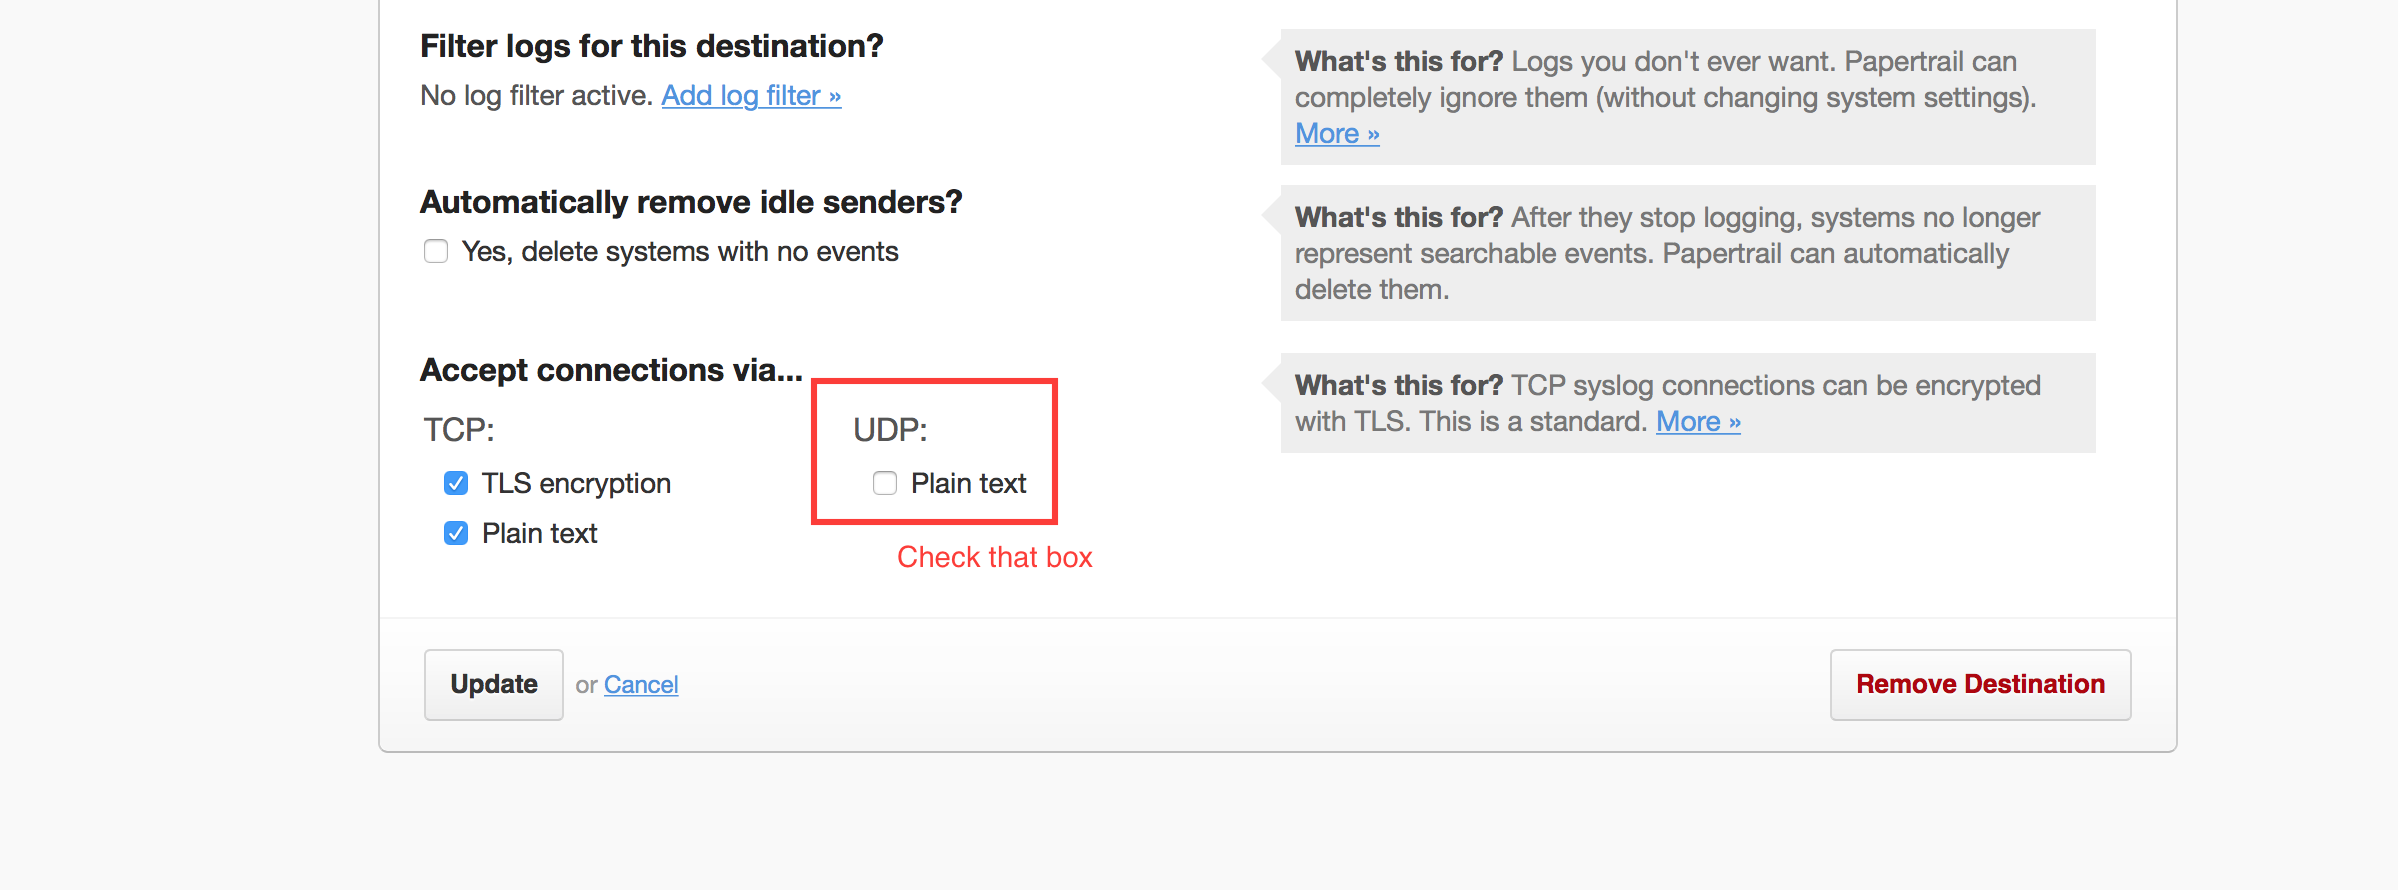 Filter logs for this destination?
No log filter active. Add log filter »
What's this for? Logs you don't ever want. Papertrail can
completely ignore them (without changing system settings).
More »
Automatically remove idle senders?
Yes, delete systems with no events
What's this for? After they stop logging, systems no longer
represent searchable events. Papertrail can automatically
delete them.
Accept connections via...
TCP:
TLS encryption
Plain text
UDP:
Plain text
Check that box
What's this for? TCP syslog connections can be encrypted
with TLS. This is a standard. More »
Update or Cancel
Remove Destination